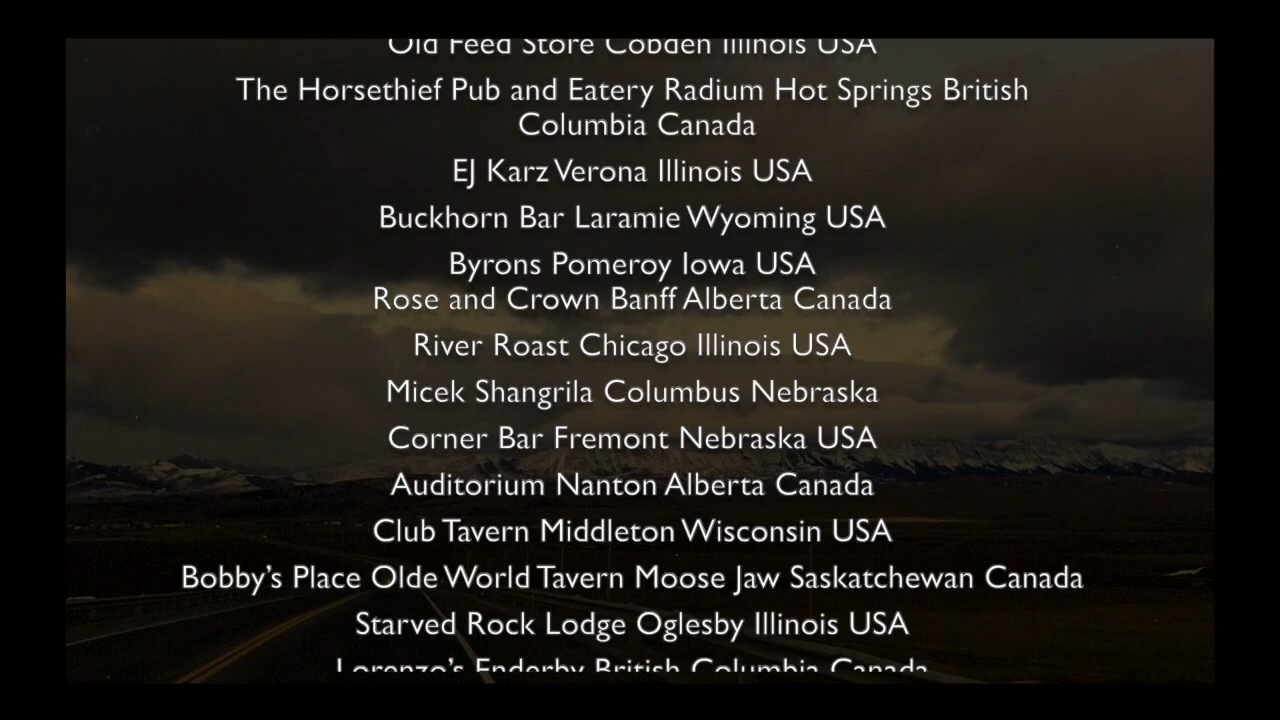 Old Feed Store Cobden Illinois USA
The Horsethief Pub and Eatery Radium Hot Springs British
Columbia Canada
EJ Karz Verona Illinois USA
Buckhorn Bar Laramie Wyoming USA
Byrons Pomeroy Iowa USA
Rose and Crown Banff Alberta Canada
River Roast Chicago Illinois USA
Micek Shangrila Columbus Nebraska
Corner Bar Fremont Nebraska USA
Auditorium Nanton Alberta Canada
Club Tavern Middleton Wisconsin USA
Bobby’s Place Olde World Tavern Moose Jaw Saskatchewan Canada
Starved Rock Lodge Oglesby Illinois USA
Lorenzo’s Enderby British Columbia Canada